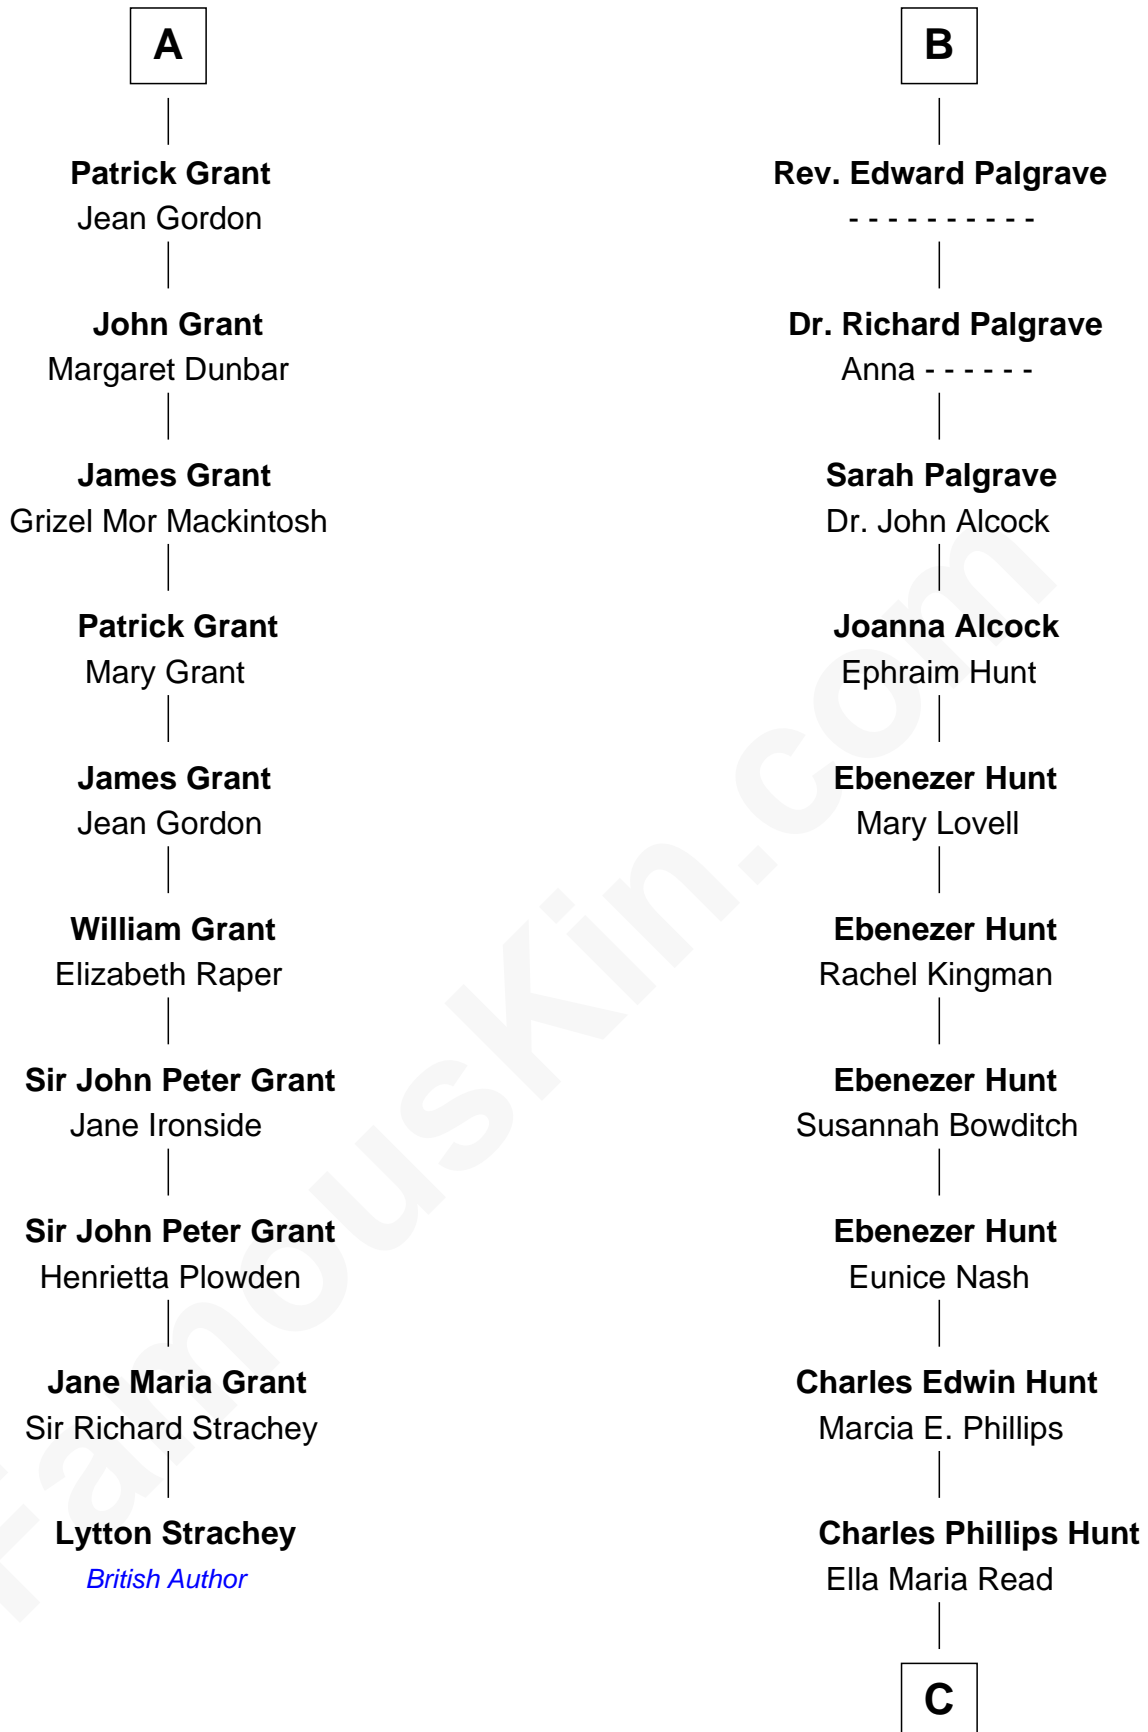 A
Patrick Grant
Jean Gordon
John Grant
Margaret Dunbar
James Grant
Grizel Mor Mackintosh
Patrick Grant
Mary Grant
James Grant
Jean Gordon
William Grant
Elizabeth Raper
Sir John Peter Grant
Jane Ironside
Sir John Peter Grant
Henrietta Plowden
Jane Maria Grant
Sir Richard Strachey
Lytton Strachey
British Author
B
Rev. Edward Palgrave
- - - - - - - - - -
Dr. Richard Palgrave
Anna - - - - - -
Sarah Palgrave
Dr. John Alcock
Joanna Alcock
Ephraim Hunt
Ebenezer Hunt
Mary Lovell
Ebenezer Hunt
Rachel Kingman
Ebenezer Hunt
Susannah Bowditch
Ebenezer Hunt
Eunice Nash
Charles Edwin Hunt
Marcia E. Phillips
Charles Phillips Hunt
Ella Maria Read
C
FamousKin.com